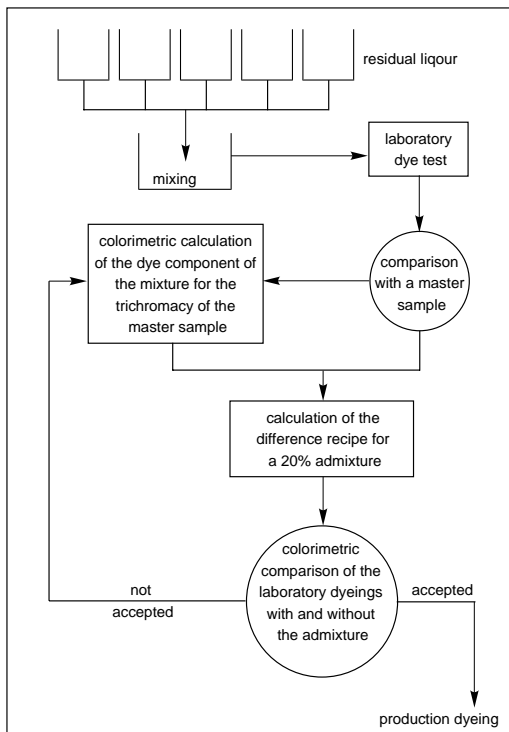 residual liqour
mixing
laboratory
dye test
colorimetric calculation
of the dye component of
the mixture for the
trichromacy of the
master sample
comparison
with a master
sample
calculation of the
difference recipe for
a 20% admixture
colorimetric
comparison of the
laboratory dyeings
with and without
the admixture
not
accepted
accepted
production dyeing